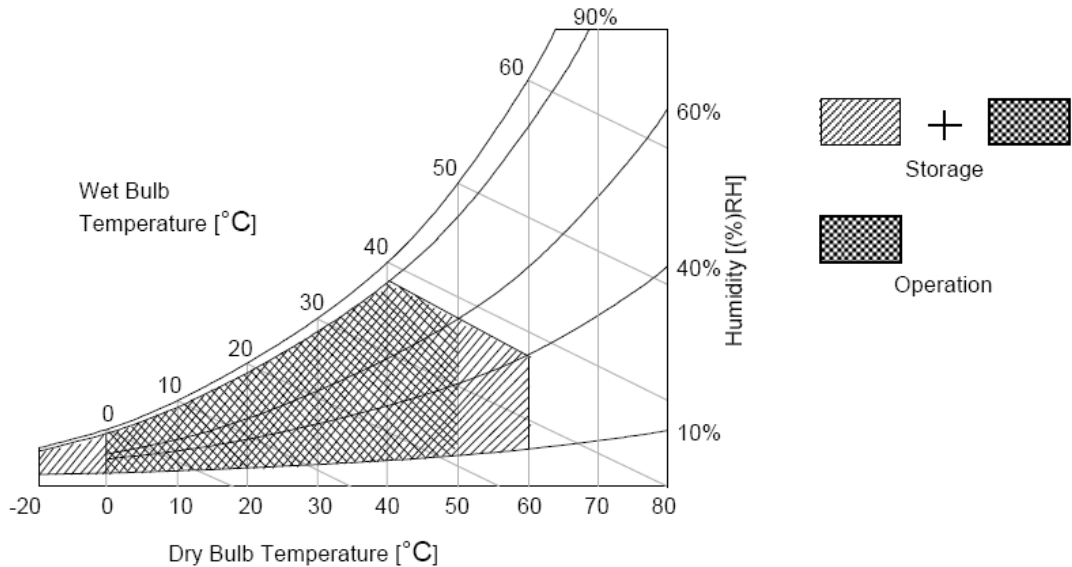 90%
60
60%
50
Wet Bulb
Temperature [°C]
40
40%
30
20
10
0
10%
Humidity [(%)RH]
-20 0 10 20 30 40 50 60 70 80
Dry Bulb Temperature [°C]
+
Storage
Operation